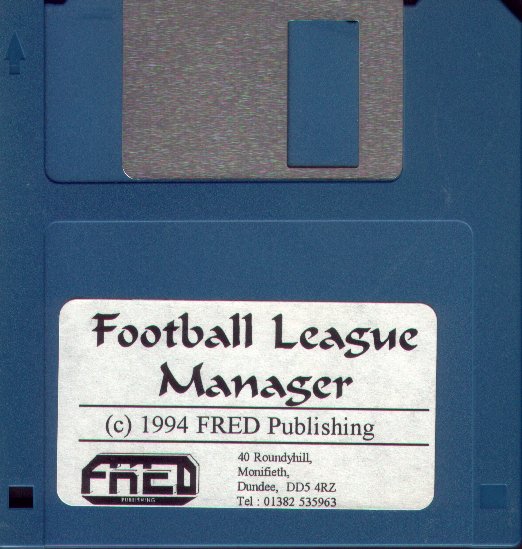 Football League
Manager
(c) 1994 FRED Publishing
FRED
PUBLISHING
40 Roundyhill,
Monifieth,
Dundee, DD5 4RZ
Tel : 01382 535963